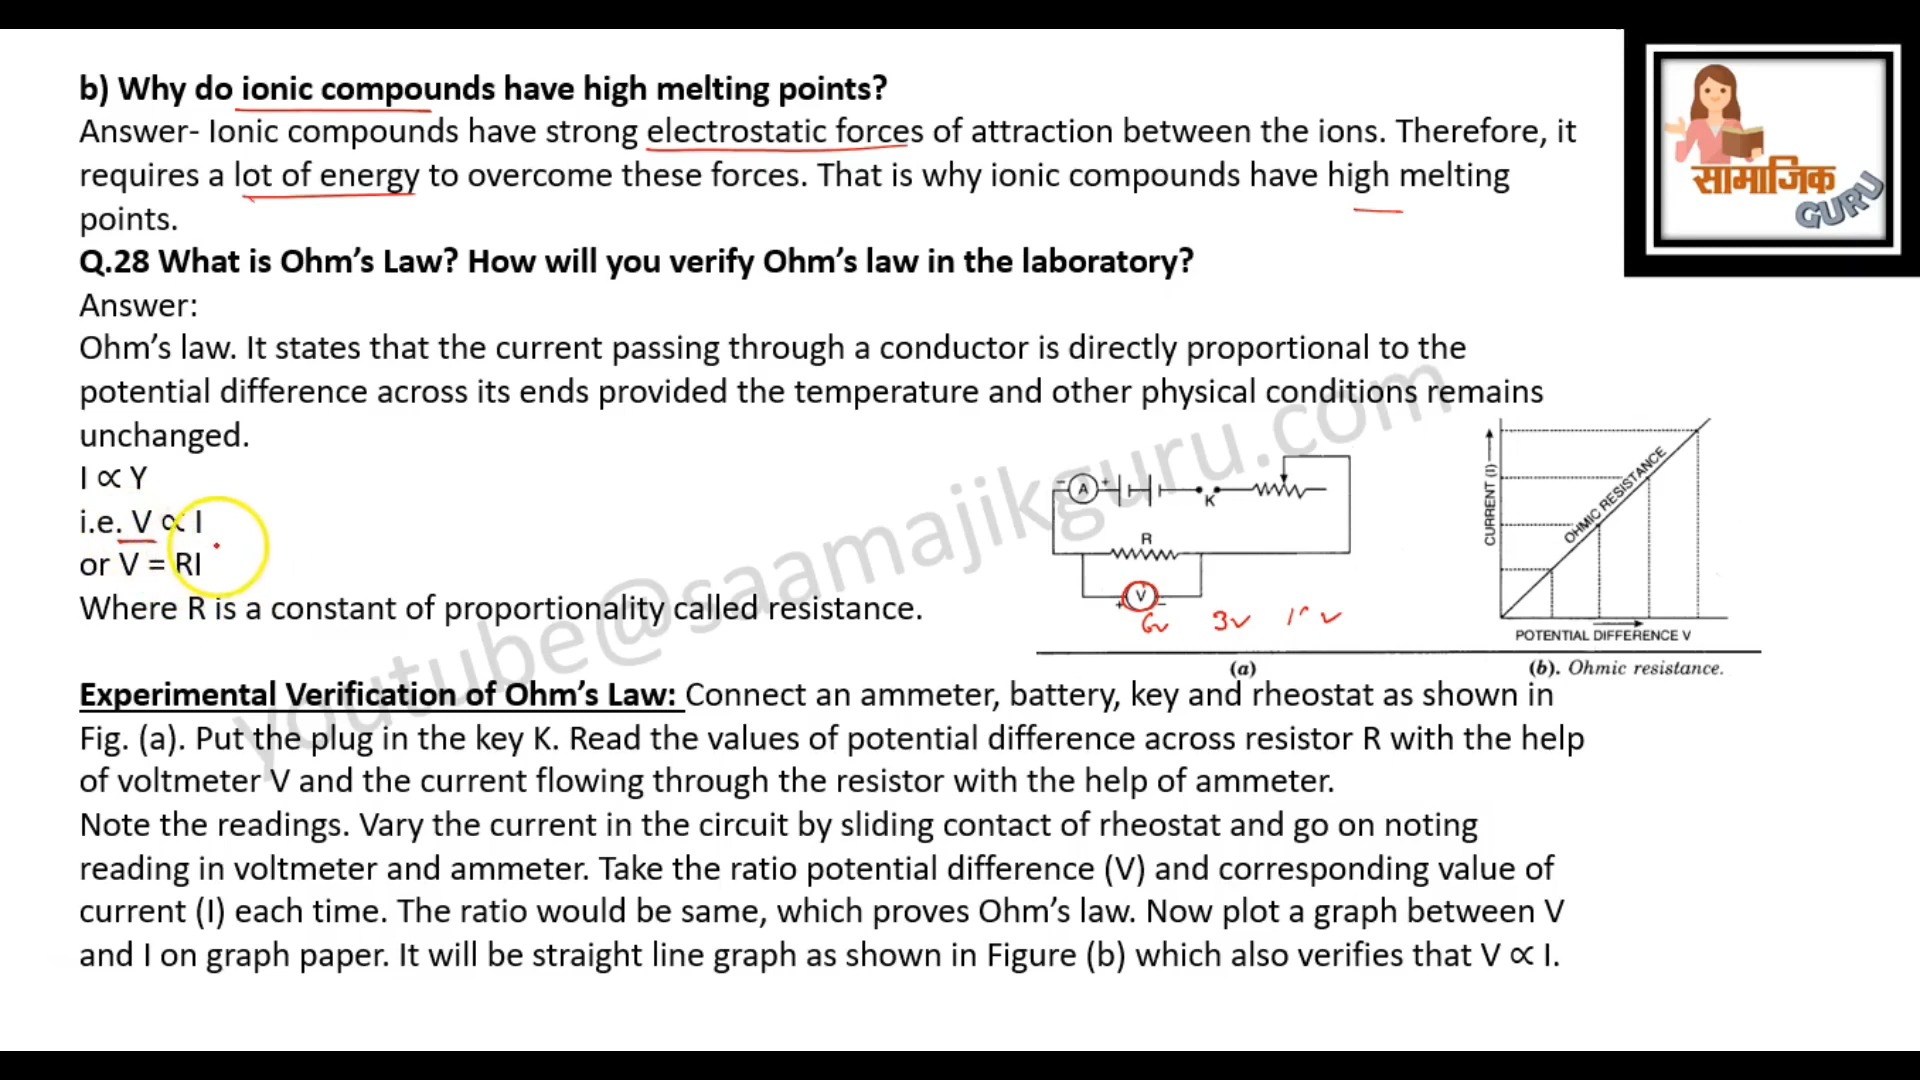 b) Why do ionic compounds have high melting points?
Answer- Ionic compounds have strong electrostatic forces of attraction between the ions. Therefore, it
requires a lot of energy to overcome these forces. That is why ionic compounds have high melting
points.
सामाजिक
GURU
Q.28 What is Ohm’s Law? How will you verify Ohm’s law in the laboratory?
Answer:
Ohm’s law. It states that the current passing through a conductor is directly proportional to the
potential difference across its ends provided the temperature and other physical conditions remains
unchanged.
I ∝ Y
i.e. V ∝ I
or V = RI
Where R is a constant of proportionality called resistance.
− A +
K
R
+ V −
6v 3v
(a)
CURRENT (I)
OHMIC RESISTANCE
POTENTIAL DIFFERENCE V
(b). Ohmic resistance.
youtube@saamajikguru.com
Experimental Verification of Ohm’s Law: Connect an ammeter, battery, key and rheostat as shown in
Fig. (a). Put the plug in the key K. Read the values of potential difference across resistor R with the help
of voltmeter V and the current flowing through the resistor with the help of ammeter.
Note the readings. Vary the current in the circuit by sliding contact of rheostat and go on noting
reading in voltmeter and ammeter. Take the ratio potential difference (V) and corresponding value of
current (I) each time. The ratio would be same, which proves Ohm’s law. Now plot a graph between V
and I on graph paper. It will be straight line graph as shown in Figure (b) which also verifies that V ∝ I.